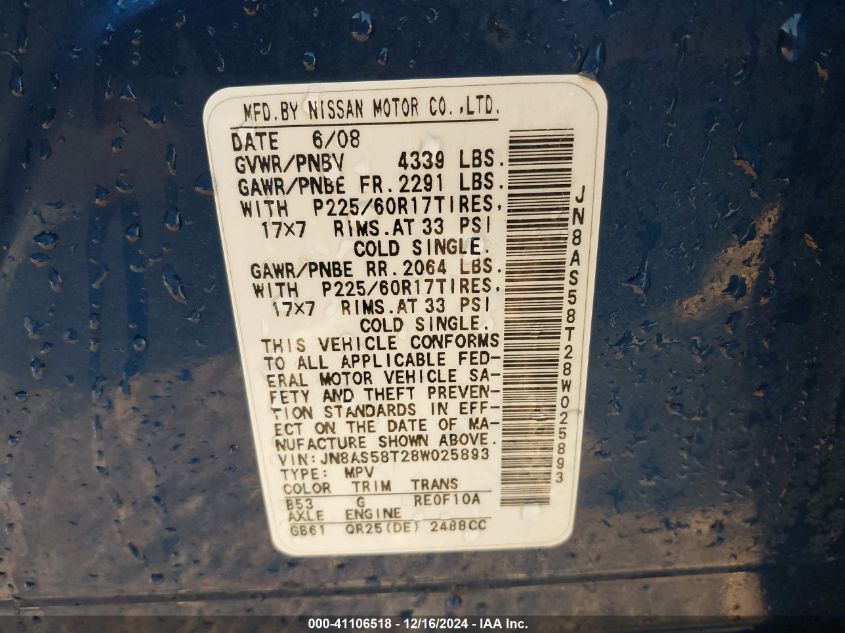 MFD.BY NISSAN MOTOR CO.,LTD.
DATE 6/08
GVWR/PNBV 4339 LBS.
GAWR/PNBE FR.2291 LBS.
WITH P225/60R17TIRES,
17×7 RIMS.AT 33 PSI
COLD SINGLE.
GAWR/PNBE RR.2064 LBS.
WITH P225/60R17TIRES,
17×7 RIMS.AT 33 PSI
COLD SINGLE.
THIS VEHICLE CONFORMS
TO ALL APPLICABLE FED-
ERAL MOTOR VEHICLE SA-
FETY AND THEFT PREVEN-
TION STANDARDS IN EFF-
ECT ON THE DATE OF MA-
NUFACTURE SHOWN ABOVE.
VIN:JN8AS58T28W025893
TYPE: MPV
COLOR TRIM TRANS
B53 G RE0F10A
AXLE ENGINE
GB61 QR25(DE) 2488CC
JN8AS58T28W025893
000-41106518 - 12/16/2024 - IAA Inc.